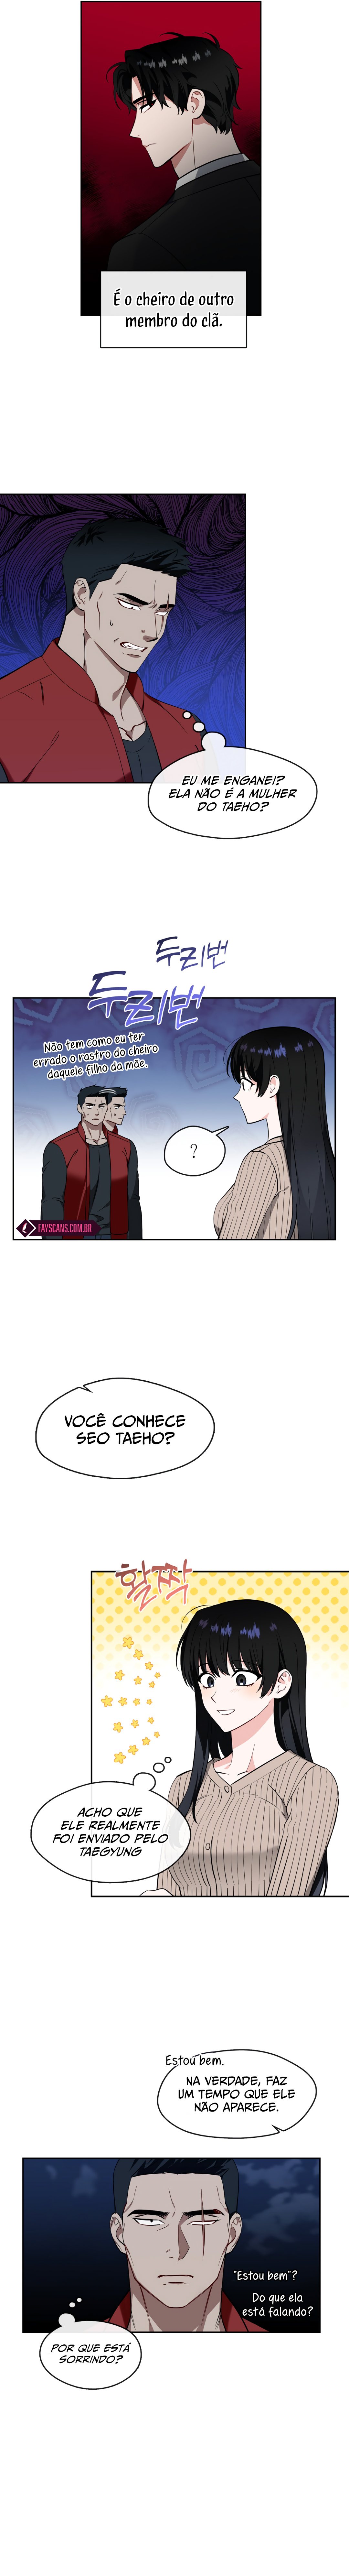 É o cheiro de outro
membro do clã.
EU ME ENGANEI?
ELA NÃO É A MULHER
DO TAEHO?
두리번
두리번
Não tem como eu ter
errado o rastro do cheiro
daquele filho da mãe.
?
FAYSCANS.COM.BR
VOCÊ CONHECE
SEO TAEHO?
활짝
ACHO QUE
ELE REALMENTE
FOI ENVIADO PELO
TAEGYUNG
Estou bem.
NA VERDADE, FAZ
UM TEMPO QUE ELE
NÃO APARECE.
"Estou bem"?
Do que ela
está falando?
POR QUE ESTÁ
SORRINDO?